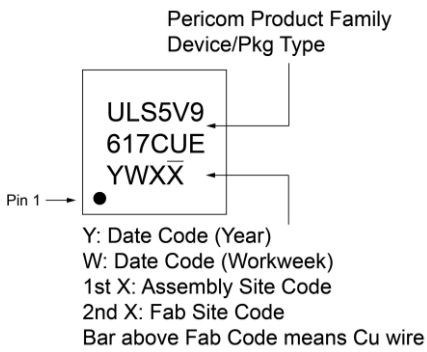 Pericom Product Family
Device/Pkg Type
ULS5V9
617CUE
YWXX̅
Pin 1
Y: Date Code (Year)
W: Date Code (Workweek)
1st X: Assembly Site Code
2nd X: Fab Site Code
Bar above Fab Code means Cu wire